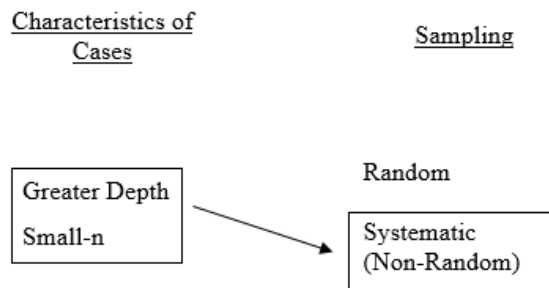 Characteristics of
Cases
Sampling
Greater Depth
Small-n
Random
Systematic
(Non-Random)